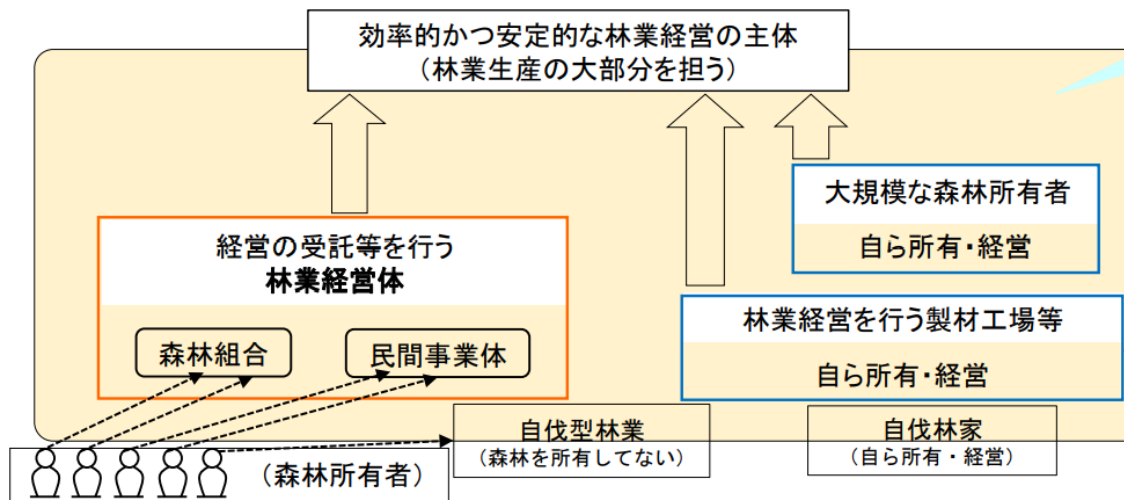 効率的かつ安定的な林業経営の主体
（林業生産の大部分を担う）
大規模な森林所有者
自ら所有・経営
経営の受託等を行う
林業経営体
林業経営を行う製材工場等
自ら所有・経営
森林組合
民間事業体
自伐型林業
（森林を所有してない）
自伐林家
（自ら所有・経営）
（森林所有者）